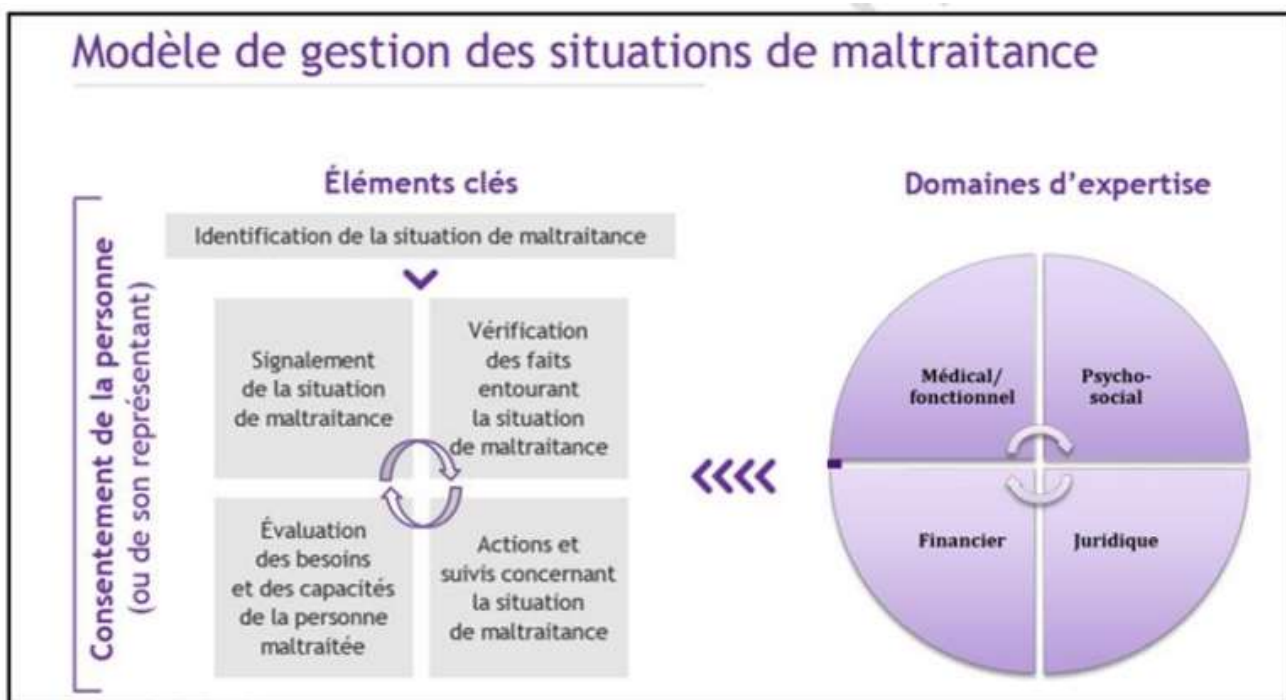 Modèle de gestion des situations de maltraitance
Éléments clés
Domaines d'expertise
Consentement de la personne
(ou de son représentant)
Identification de la situation de maltraitance
Signalement
de la situation
de maltraitance
Vérification
des faits
entourant
la situation
de maltraitance
Évaluation
des besoins
et des capacités
de la personne
maltraitée
Actions et
suivis concernant
la situation
de maltraitance
Médical/
fonctionnel
Psycho-
social
Financier
Juridique